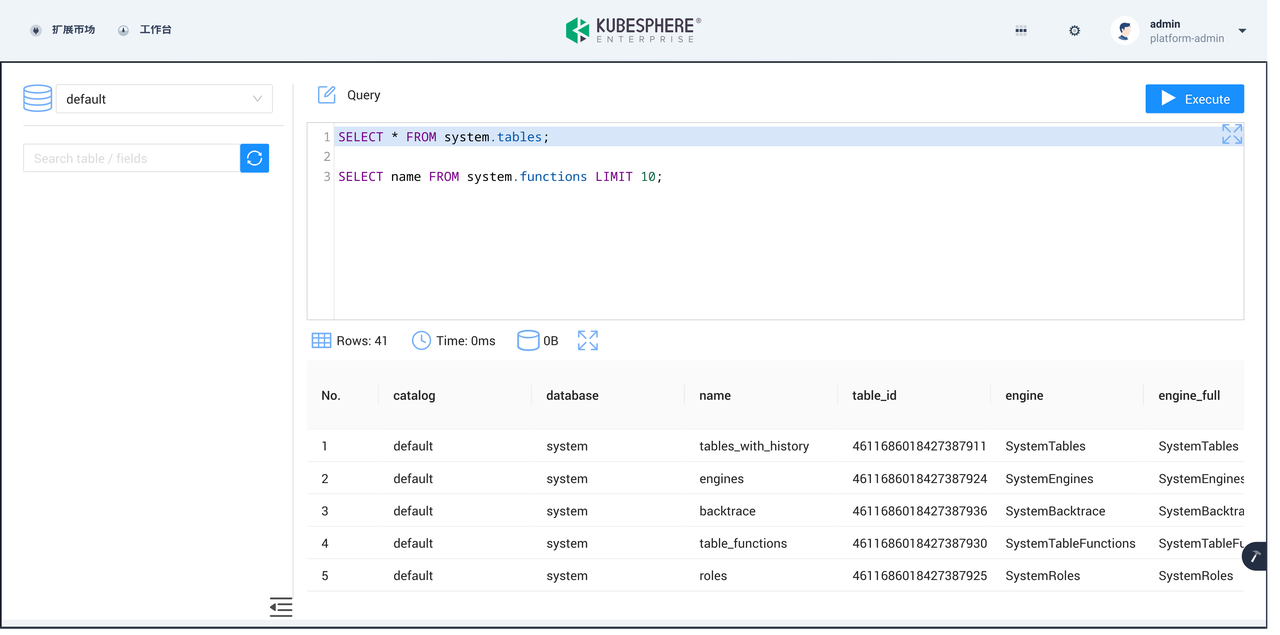 扩展市场 工作台 KUBESPHERE® ENTERPRISE admin
platform-admin
default Query Execute
Search table / fields
1 SELECT * FROM system.tables;
2
3 SELECT name FROM system.functions LIMIT 10;
Rows: 41 Time: 0ms 0B
No. catalog database name table_id engine engine_full
1 default system tables_with_history 4611686018427387911 SystemTables SystemTables
2 default system engines 4611686018427387924 SystemEngines SystemEngines
3 default system backtrace 4611686018427387936 SystemBacktrace SystemBacktra
4 default system table_functions 4611686018427387930 SystemTableFunctions SystemTableFu
5 default system roles 4611686018427387925 SystemRoles SystemRoles